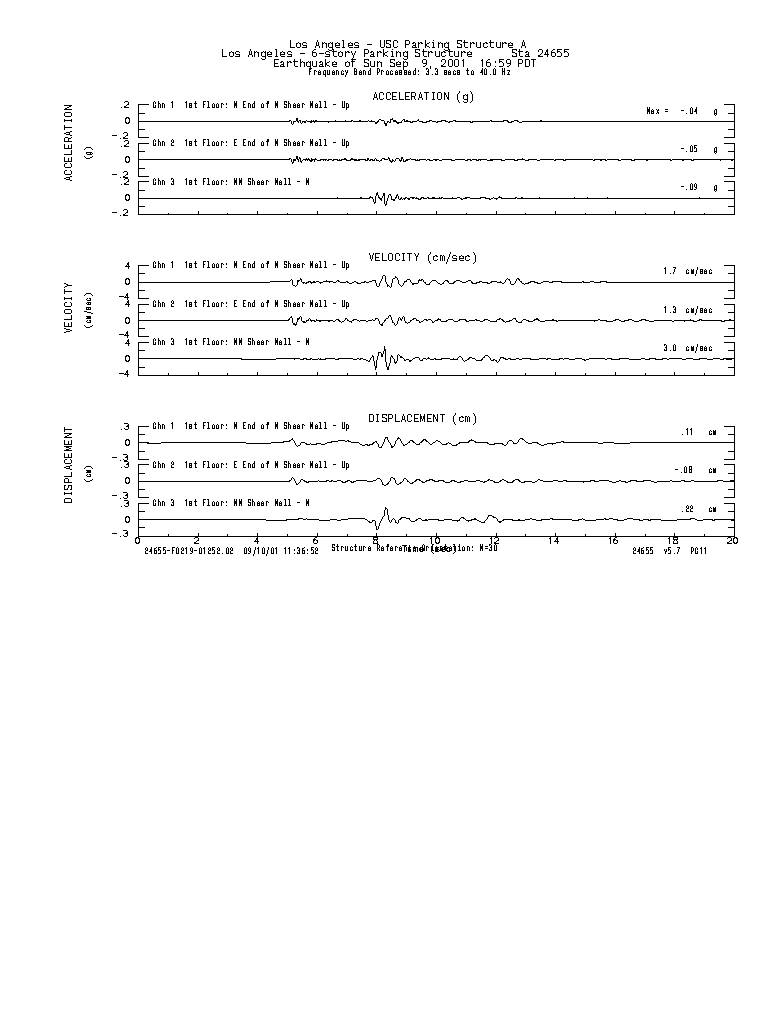 Los Angeles - USC Parking Structure A
Los Angeles - 6-story Parking Structure Sta 24655
Earthquake of Sun Sep 9, 2001 16:59 PDT
Frequency Band Processed: 3.3 secs to 40.0 Hz
ACCELERATION (g)
ACCELERATION
(g)
.2
0
-.2
Chn 1 1st Floor: N End of N Shear Wall - Up
Max = -.04 g
.2
0
-.2
Chn 2 1st Floor: E End of N Shear Wall - Up
-.05 g
.2
0
-.2
Chn 3 1st Floor: NW Shear Wall - N
-.09 g
VELOCITY (cm/sec)
VELOCITY
(cm/sec)
4
0
-4
Chn 1 1st Floor: N End of N Shear Wall - Up
1.7 cm/sec
4
0
-4
Chn 2 1st Floor: E End of N Shear Wall - Up
1.3 cm/sec
4
0
-4
Chn 3 1st Floor: NW Shear Wall - N
3.0 cm/sec
DISPLACEMENT (cm)
DISPLACEMENT
(cm)
.3
0
-.3
Chn 1 1st Floor: N End of N Shear Wall - Up
.11 cm
.3
0
-.3
Chn 2 1st Floor: E End of N Shear Wall - Up
-.08 cm
.3
0
-.3
Chn 3 1st Floor: NW Shear Wall - N
.22 cm
0 2 4 6 8 10 12 14 16 18 20
Time (sec)
24655-F0219-01252.02 09/10/01 11:36:52
Structure Reference Orientation: N=30
24655 v5.7 PG11